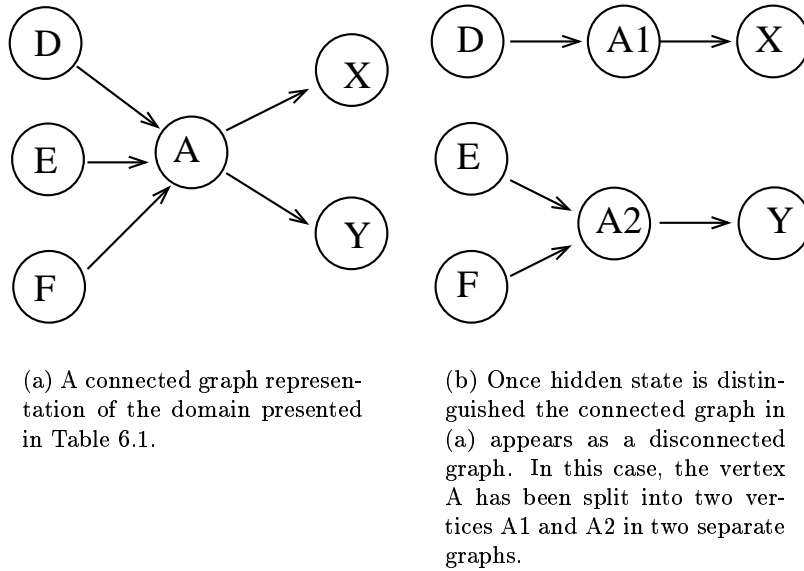 D
X
E
A
Y
F
D
A1
X
E
A2
Y
F
(a) A connected graph represen-
tation of the domain presented
in Table 6.1.
(b) Once hidden state is distin-
guished the connected graph in
(a) appears as a disconnected
graph. In this case, the vertex
A has been split into two ver-
tices A1 and A2 in two separate
graphs.